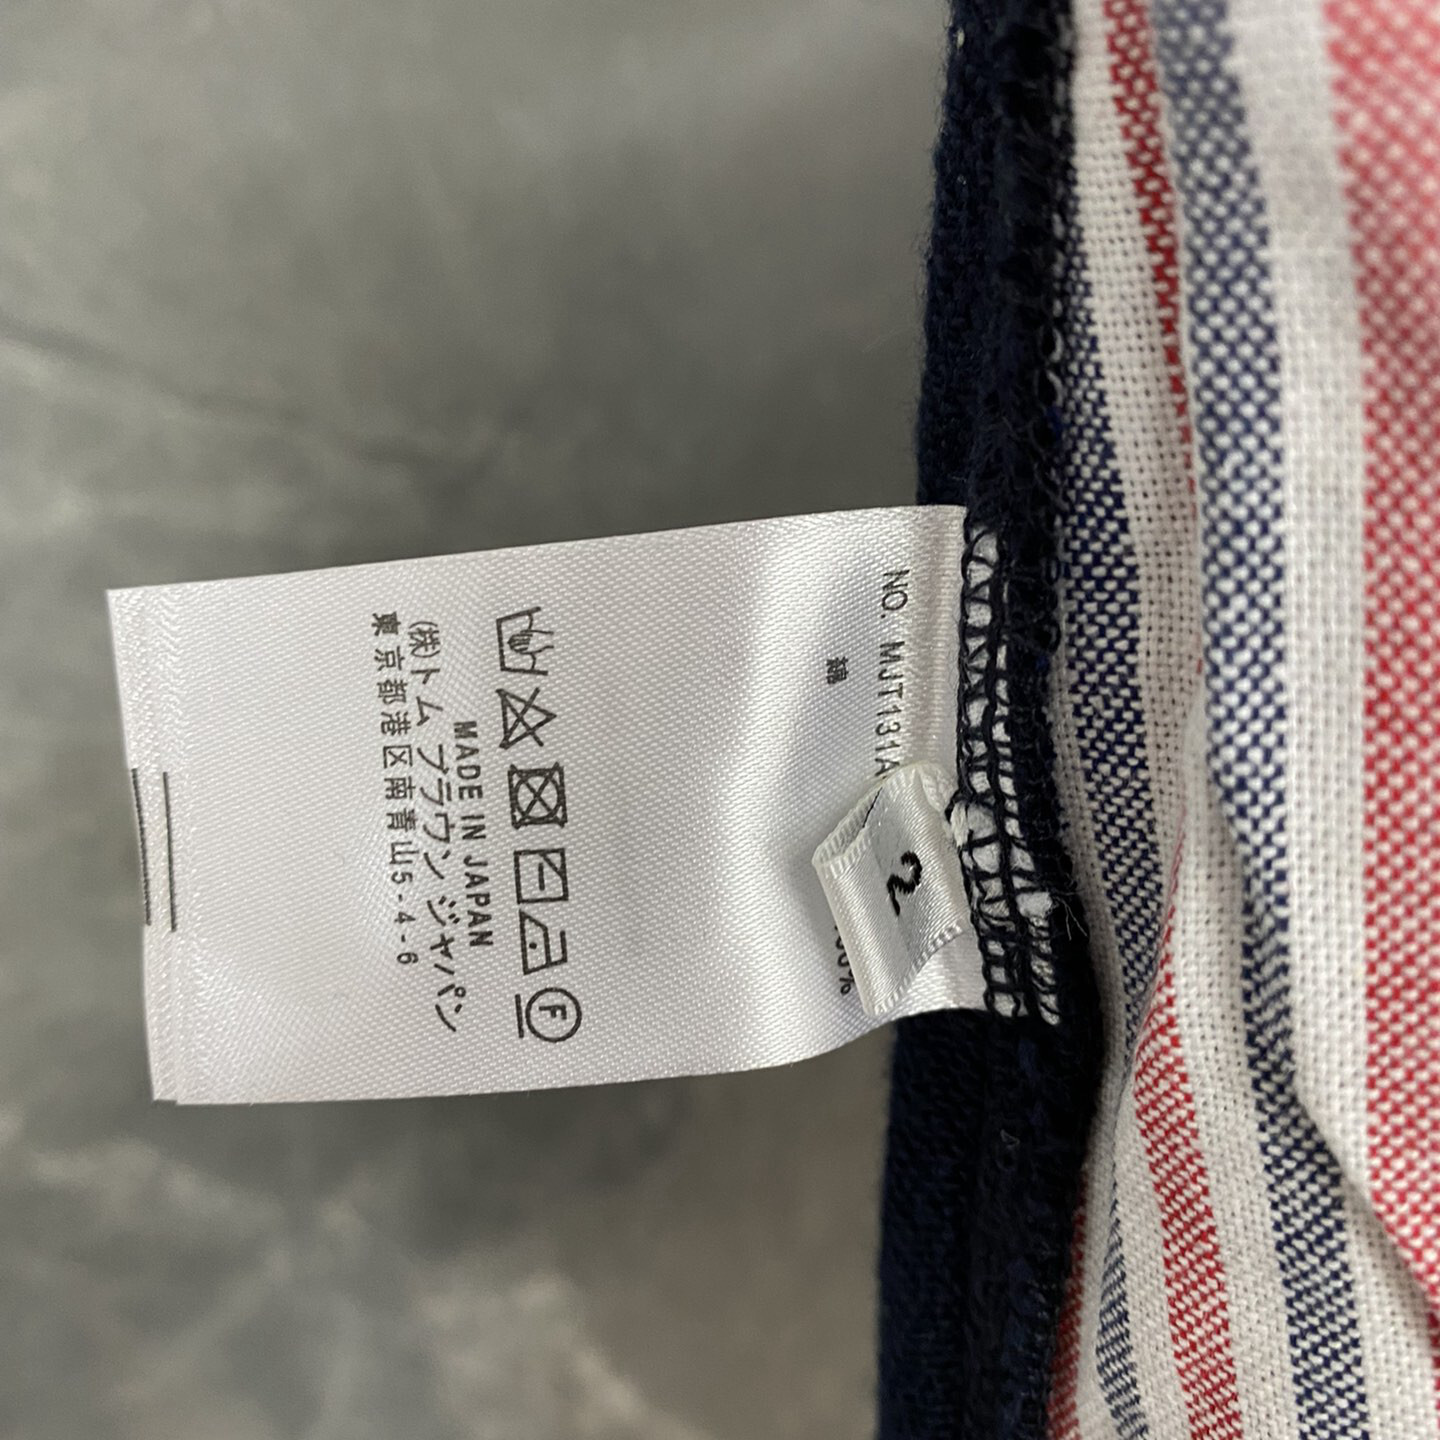 NO. MJT131A
綿
100%
2
F
MADE IN JAPAN
(株)トム ブラウン ジャパン
東京都港区南青山5-4-6